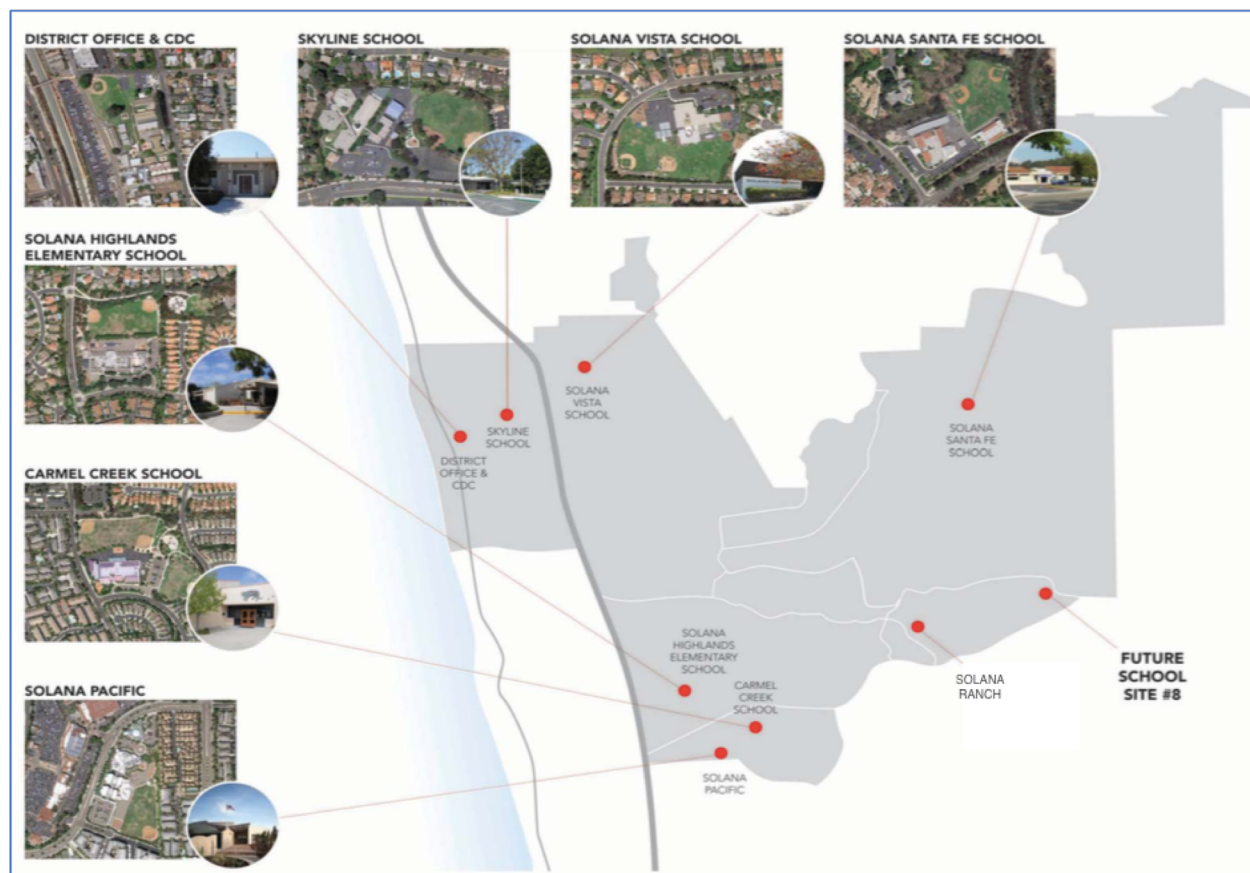 DISTRICT OFFICE & CDC
SKYLINE SCHOOL
SOLANA VISTA SCHOOL
SOLANA SANTA FE SCHOOL
SOLANA HIGHLANDS
ELEMENTARY SCHOOL
CARMEL CREEK SCHOOL
SOLANA PACIFIC
SOLANA
VISTA
SCHOOL
SKYLINE
SCHOOL
DISTRICT
OFFICE &
CDC
SOLANA
SANTA FE
SCHOOL
SOLANA
HIGHLANDS
ELEMENTARY
SCHOOL
CARMEL
CREEK
SCHOOL
SOLANA
PACIFIC
SOLANA
RANCH
FUTURE
SCHOOL
SITE #8